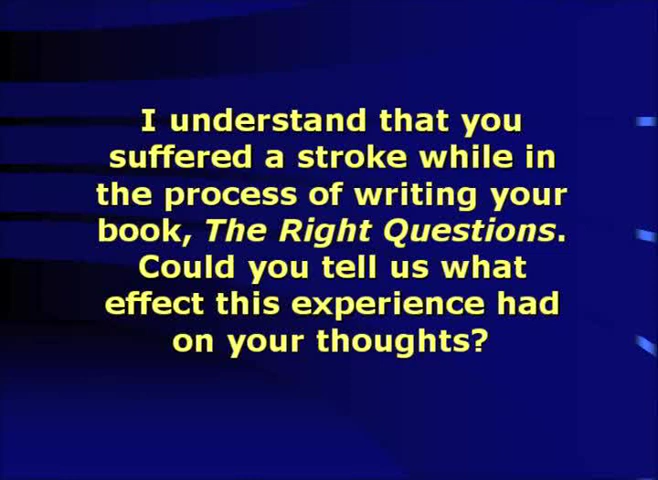 I understand that you
suffered a stroke while in
the process of writing your
book, The Right Questions.
Could you tell us what
effect this experience had
on your thoughts?